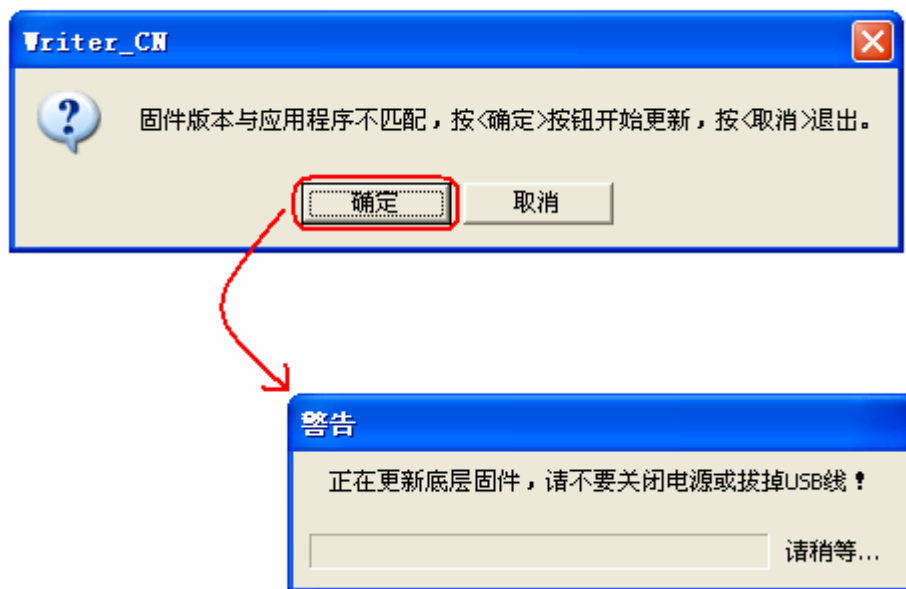 Writer_CN
固件版本与应用程序不匹配，按<确定>按钮开始更新，按<取消>退出。
确定 取消
警告
正在更新底层固件，请不要关闭电源或拔掉USB线！
请稍等...